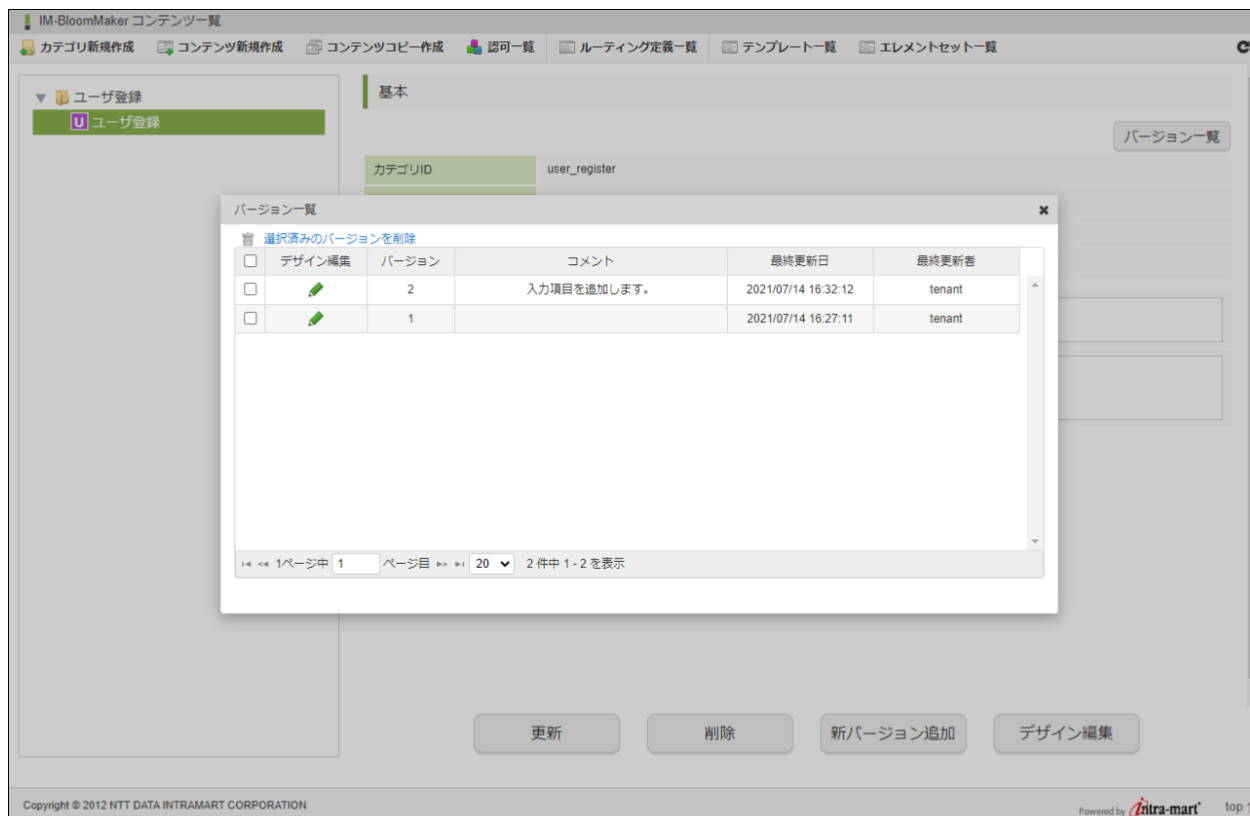 IM-BloomMaker コンテンツ一覧
カテゴリ新規作成 コンテンツ新規作成 コンテンツコピー作成 認可一覧 ルーティング定義一覧 テンプレート一覧 エレメントセット一覧
ユーザ登録
U ユーザ登録
基本
バージョン一覧
カテゴリID user_register
バージョン一覧
選択済みのバージョンを削除
デザイン編集 バージョン コメント 最終更新日 最終更新者
2 入力項目を追加します。 2021/07/14 16:32:12 tenant
1 2021/07/14 16:27:11 tenant
1ページ中 1 ページ目 20 2 件中 1 - 2 を表示
更新 削除 新バージョン追加 デザイン編集
Copyright © 2012 NTT DATA INTRAMART CORPORATION
Powered by intra-mart top